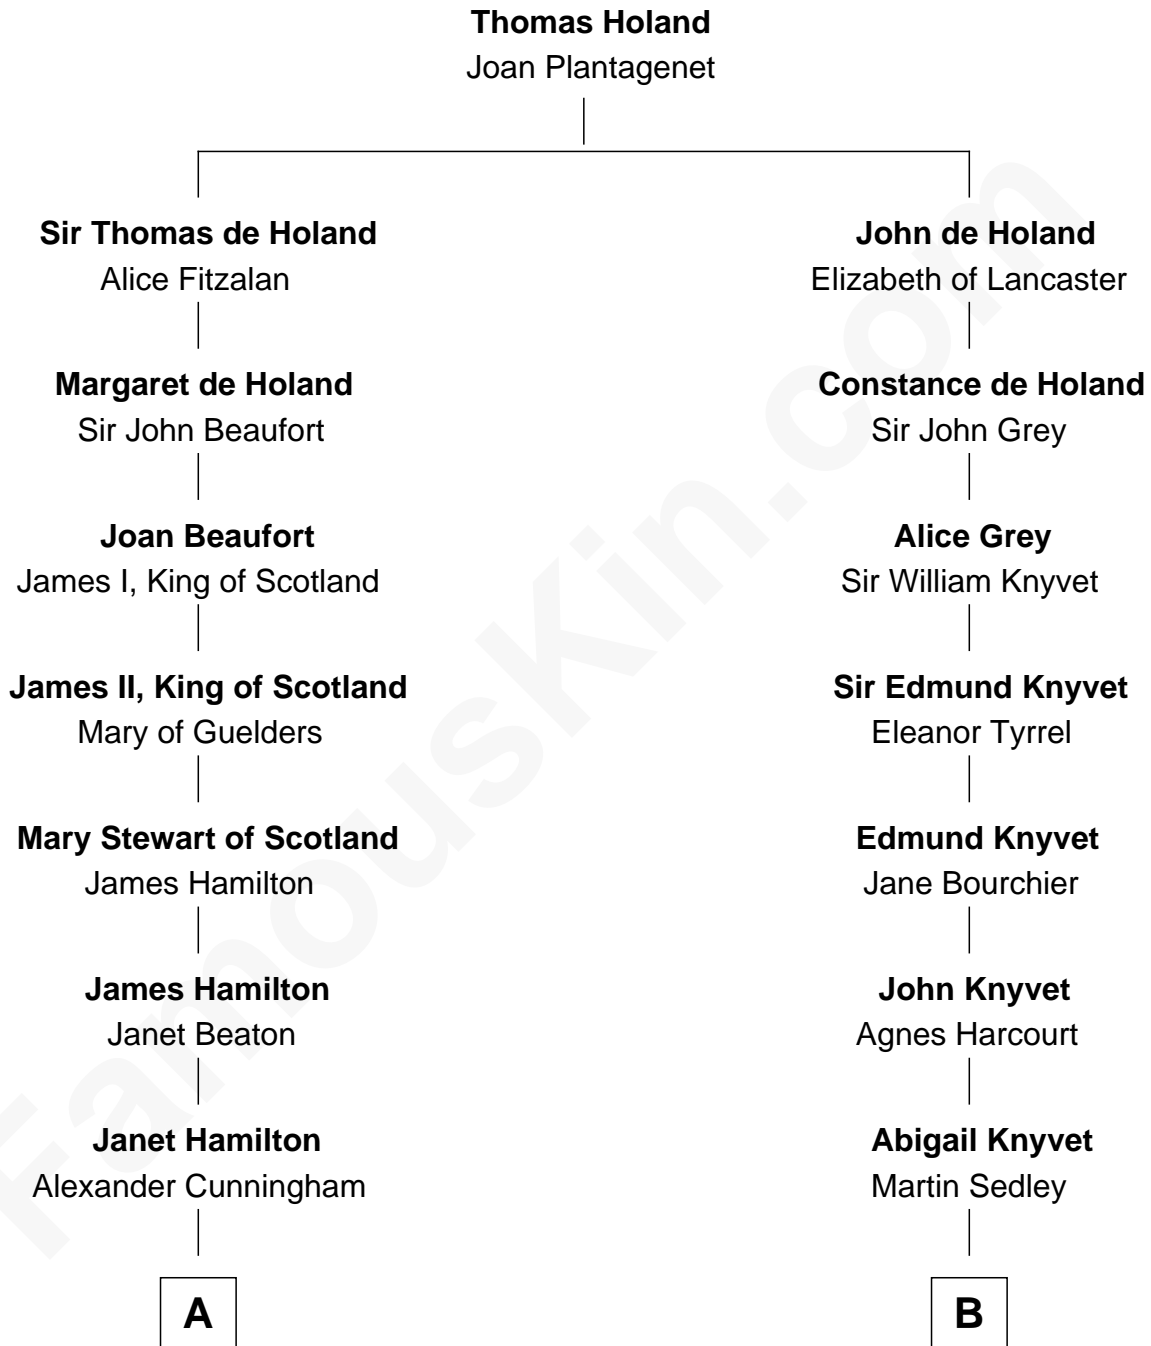 Thomas Holand
Joan Plantagenet
Sir Thomas de Holand
Alice Fitzalan
John de Holand
Elizabeth of Lancaster
Margaret de Holand
Sir John Beaufort
Constance de Holand
Sir John Grey
Joan Beaufort
James I, King of Scotland
Alice Grey
Sir William Knyvet
James II, King of Scotland
Mary of Guelders
Sir Edmund Knyvet
Eleanor Tyrrel
Mary Stewart of Scotland
James Hamilton
Edmund Knyvet
Jane Bourchier
James Hamilton
Janet Beaton
John Knyvet
Agnes Harcourt
Janet Hamilton
Alexander Cunningham
Abigail Knyvet
Martin Sedley
A
B
FamousKin.com